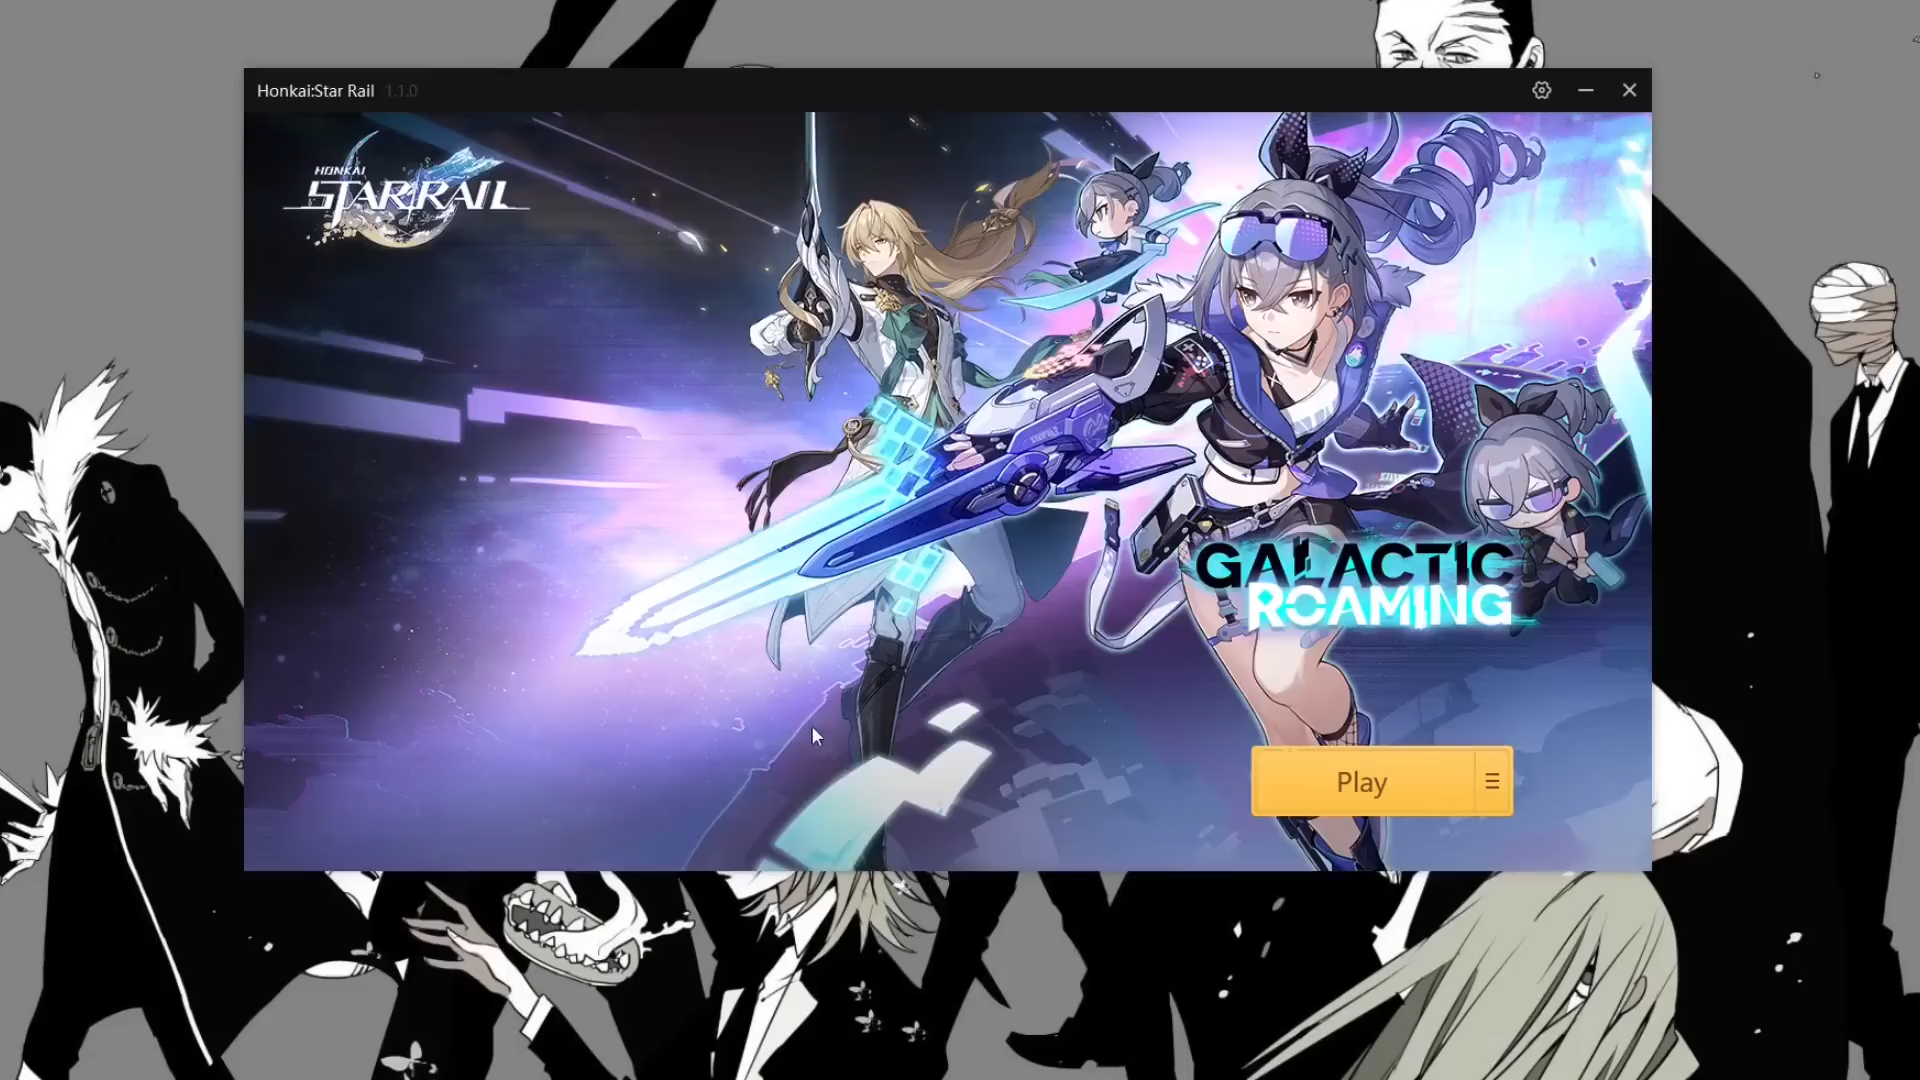 Honkai:Star Rail 1.1.0
HONKAI
STAR RAIL
GALACTIC
ROAMING
Play